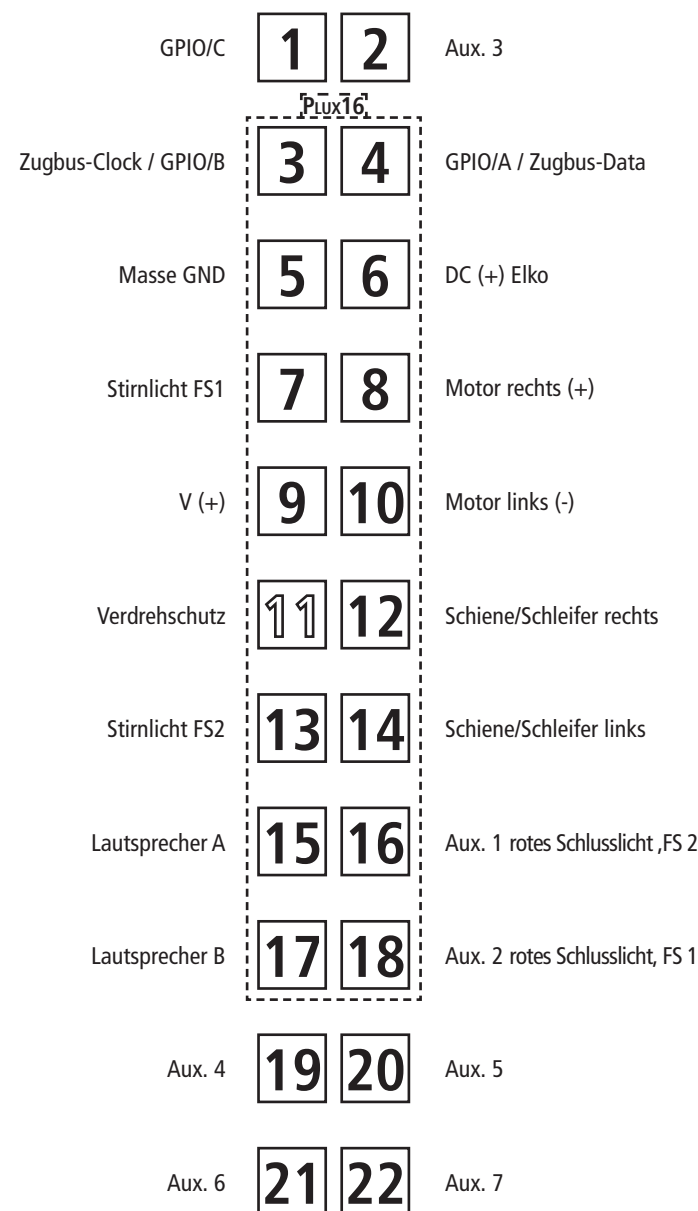 GPIO/C 1 2 Aux. 3
PLUX16
Zugbus-Clock / GPIO/B 3 4 GPIO/A / Zugbus-Data
Masse GND 5 6 DC (+) Elko
Stirnlicht FS1 7 8 Motor rechts (+)
V (+) 9 10 Motor links (-)
Verdrehschutz 11 12 Schiene/Schleifer rechts
Stirnlicht FS2 13 14 Schiene/Schleifer links
Lautsprecher A 15 16 Aux. 1 rotes Schlusslicht ,FS 2
Lautsprecher B 17 18 Aux. 2 rotes Schlusslicht, FS 1
Aux. 4 19 20 Aux. 5
Aux. 6 21 22 Aux. 7